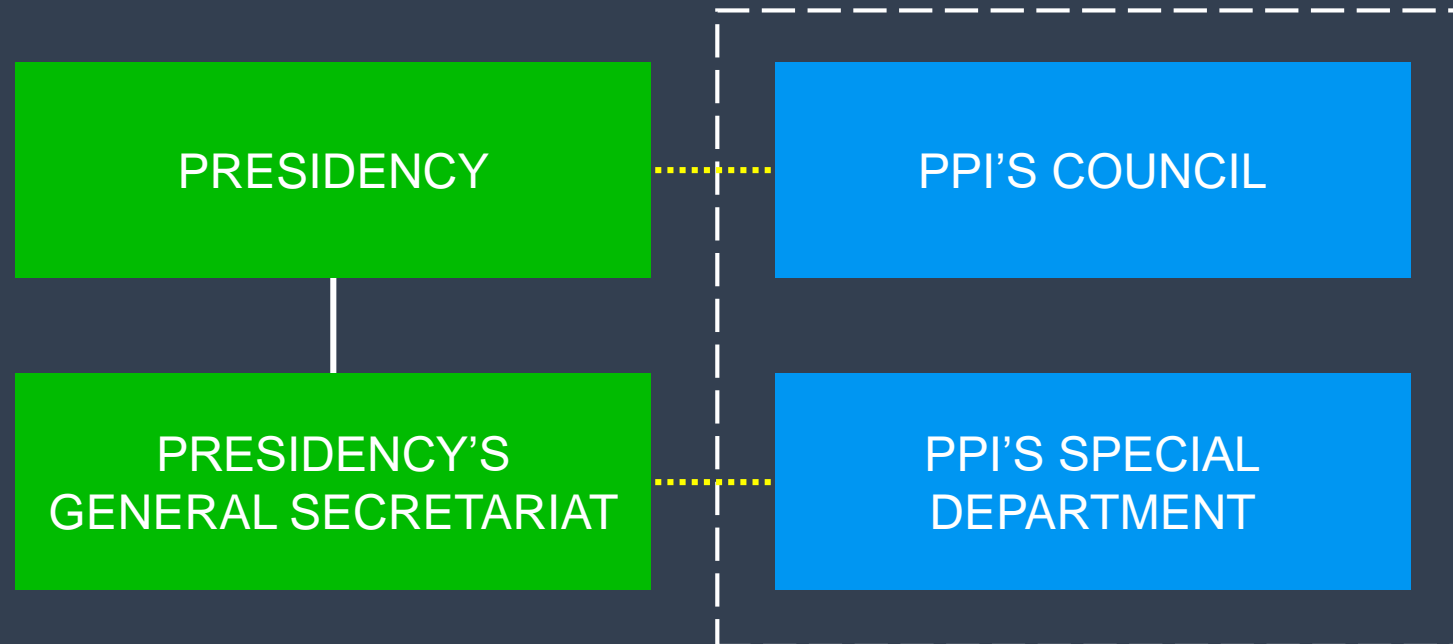 PRESIDENCY
PPI’S COUNCIL
PRESIDENCY’S
GENERAL SECRETARIAT
PPI’S SPECIAL
DEPARTMENT